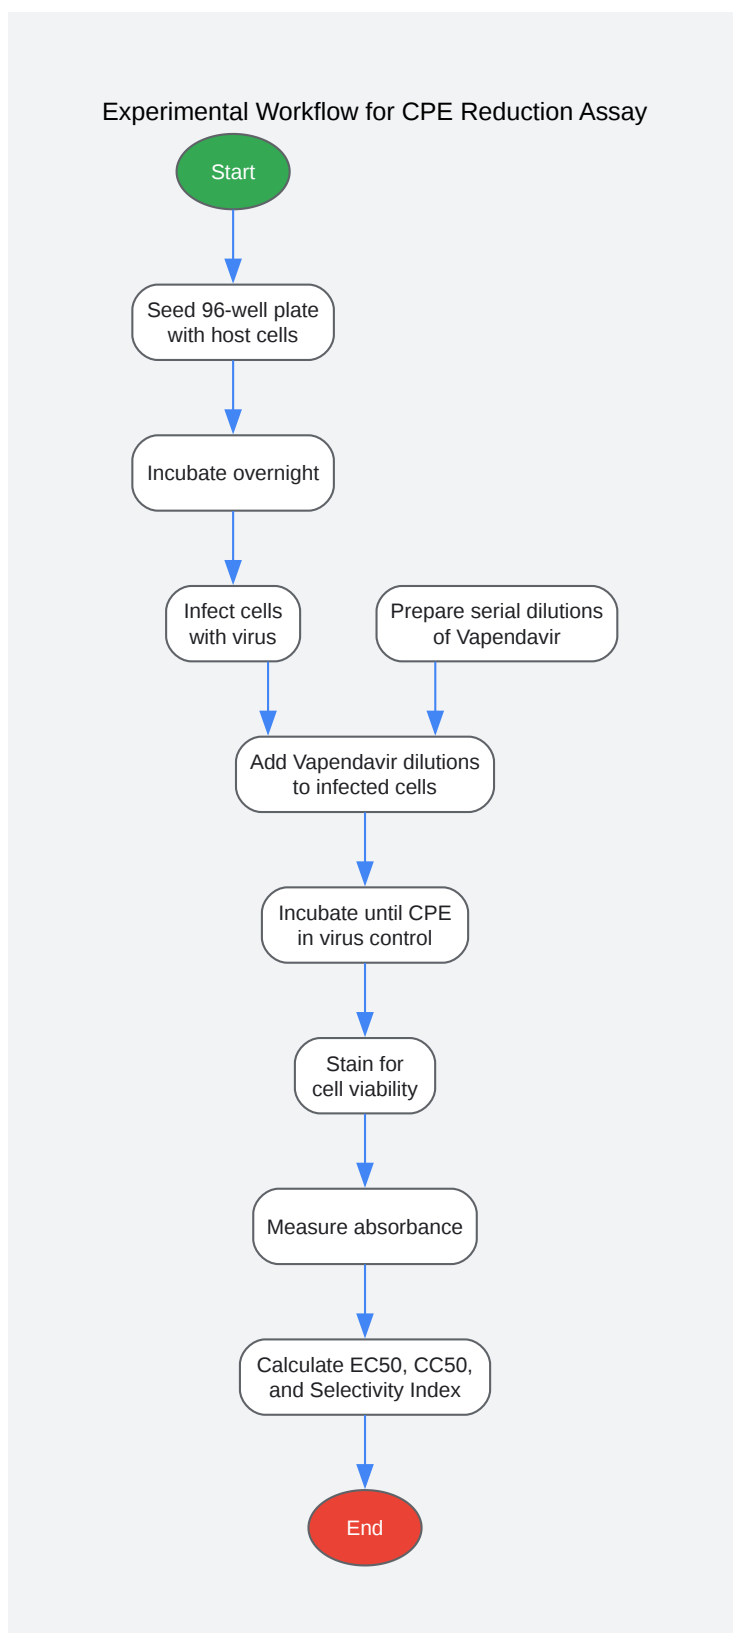 Experimental Workflow for CPE Reduction Assay
Start
Seed 96-well plate
with host cells
Incubate overnight
Infect cells
with virus
Prepare serial dilutions
of Vapendavir
Add Vapendavir dilutions
to infected cells
Incubate until CPE
in virus control
Stain for
cell viability
Measure absorbance
Calculate EC50, CC50,
and Selectivity Index
End